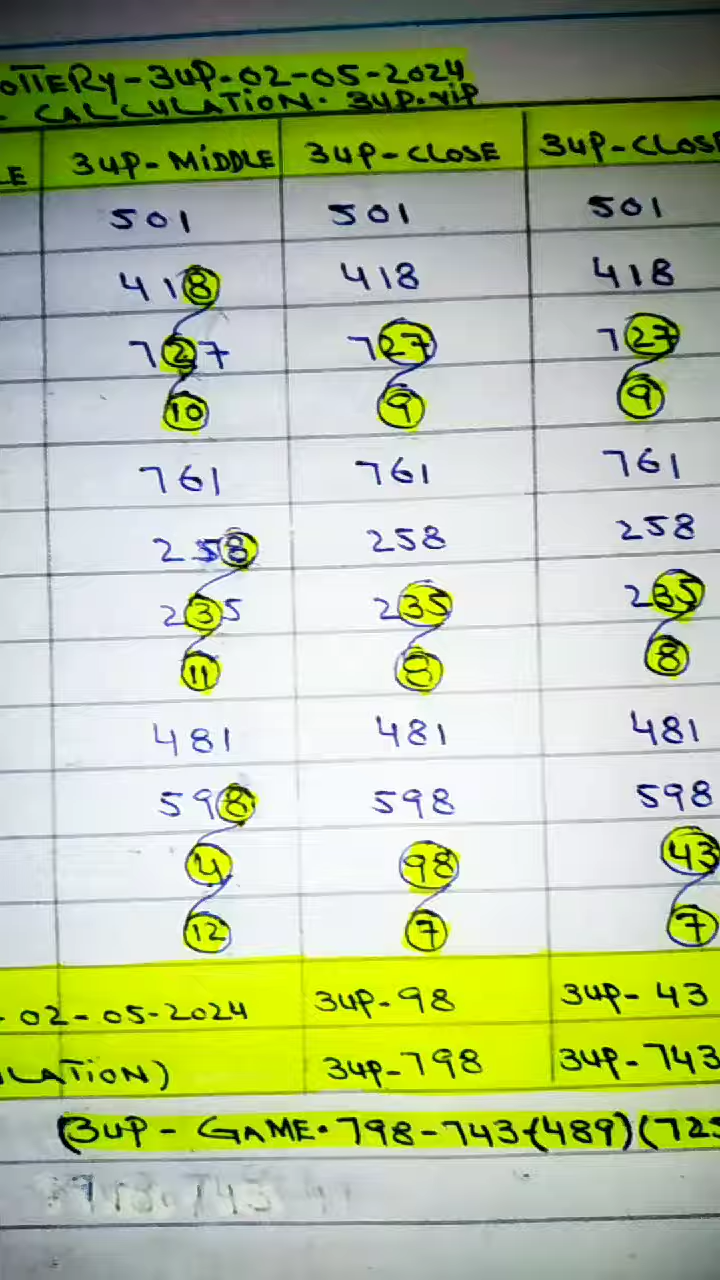 OTTERY-3UP-02-05-2024
- CALCULATION. 3UP.VIP
LE 3UP-MIDDLE 3UP-CLOSE 3UP-CLOSE
501 501 501
418 418 418
727 727 727
10 9 9
761 761 761
258 258 258
235 235 235
11 8 8
481 481 481
598 598 598
4 98 43
12 7 7
- 02-05-2024 3UP-98 3UP-43
LATION) 3UP-798 3UP-743
(3UP - GAME. 798-743-(489)(725